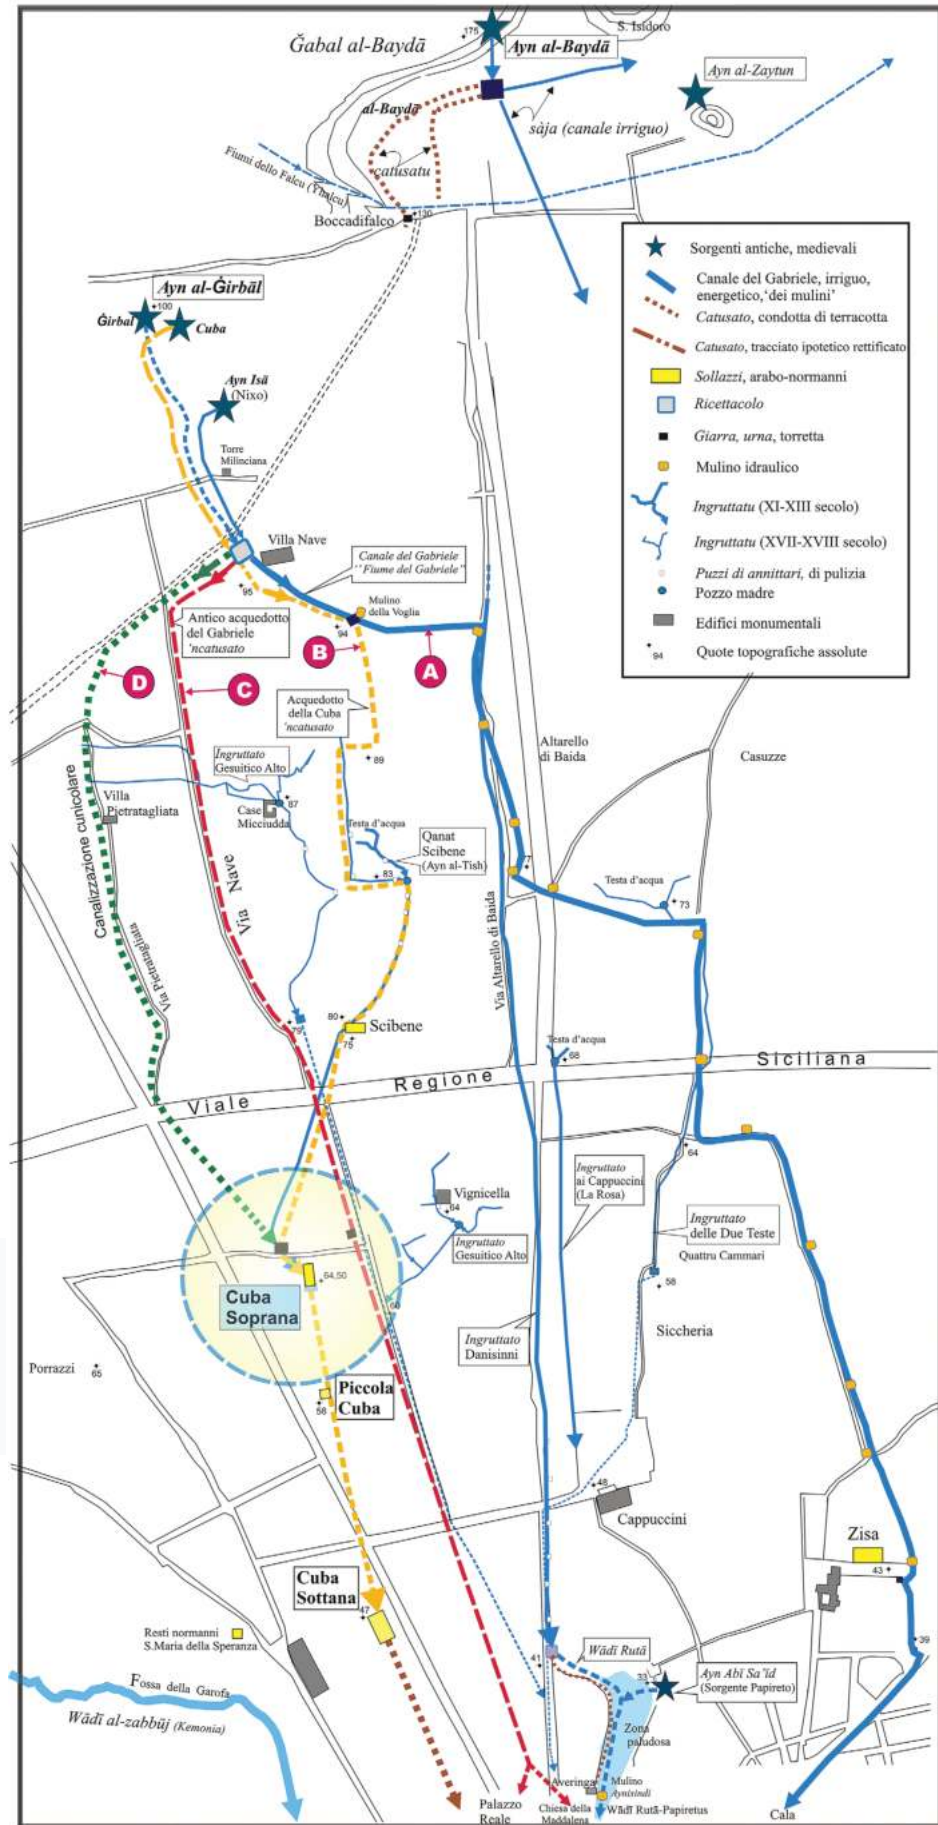 175
S. Isidoro
Ğabal al-Baydā
Ayn al-Baydā
Ayn al-Zaytun
al-Baydā
sàja (canale irriguo)
catusatu
Fiumi dello Falcu (Yhalcu)
Boccadifalco
130
Sorgenti antiche, medievali
Canale del Gabriele, irriguo,
energetico,‘dei mulini’
Catusato, condotta di terracotta
Catusato, tracciato ipotetico rettificato
Sollazzi, arabo-normanni
Ricettacolo
Giarra, urna, torretta
Mulino idraulico
Ingruttatu (XI-XIII secolo)
Ingruttatu (XVII-XVIII secolo)
Puzzi di annittari, di pulizia
Pozzo madre
Edifici monumentali
94
Quote topografiche assolute
Ayn al-Ġirbāl
100
Ġirbal
Cuba
Ayn Isā
(Nixo)
Torre
Milinciana
Villa Nave
Canale del Gabriele
''Fiume del Gabriele''
95
Mulino
della Voglia
94
Antico acquedotto
del Gabriele
'ncatusato
B
A
D
C
Acquedotto
della Cuba
'ncatusato
89
Altarello
di Baida
Casuzze
Ingruttato
Gesuitico Alto
Villa
Pietratagliata
Case
Micciudda
87
Testa d'acqua
Qanat
Scibene
(Ayn al-Tish)
83
Canalizzazione cunicolare
Via Nave
Via Pietratagliata
Via Altarello di Baida
Testa d'acqua
73
79
80
Scibene
75
Testa d'acqua
68
Viale Regione Siciliana
64
Ingruttato
ai Cappuccini
(La Rosa)
Vignicella
64
Ingruttato
Gesuitico Alto
Ingruttato
delle Due Teste
Quattru Cammari
58
64,50
Cuba
Soprana
60
Siccheria
Ingruttato
Danisinni
Porrazzi
65
Piccola
Cuba
58
48
Cappuccini
Zisa
43
Cuba
Sottana
47
Resti normanni
S.Maria della Speranza
39
Wādī Rutā
41
33
Ayn Abī Sa'īd
(Sorgente Papireto)
Fossa della Garofa
Wādī al-zabbūj (Kemonia)
Zona
paludosa
Averinga
Mulino
Aynisindi
Palazzo
Reale
Chiesa della
Maddalena
Wādī Rutā-Papiretus
Cala